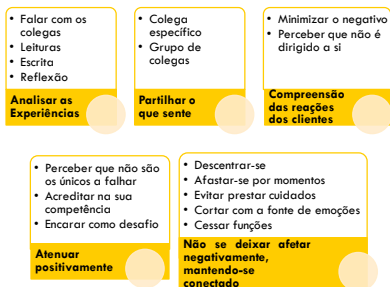 • Falar com os
colegas
• Leituras
• Escrita
• Reflexão
Analisar as
Experiências
• Colega
específico
• Grupo de
colegas
Partilhar o
que sente
• Minimizar o negativo
• Perceber que não é
dirigido a si
Compreensão
das reações
dos clientes
• Perceber que não são
os únicos a falhar
• Acreditar na sua
competência
• Encarar como desafio
Atenuar
positivamente
• Descentrar-se
• Afastar-se por momentos
• Evitar prestar cuidados
• Cortar com a fonte de emoções
• Cessar funções
Não se deixar afetar
negativamente,
mantendo-se
conectado